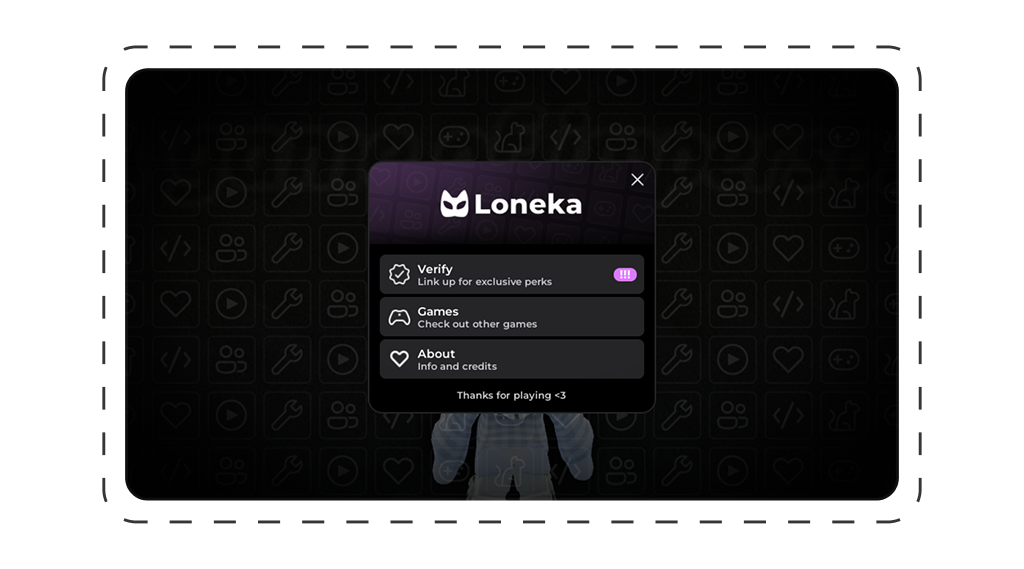 Loneka
Verify
Link up for exclusive perks
!!!
Games
Check out other games
About
Info and credits
Thanks for playing <3